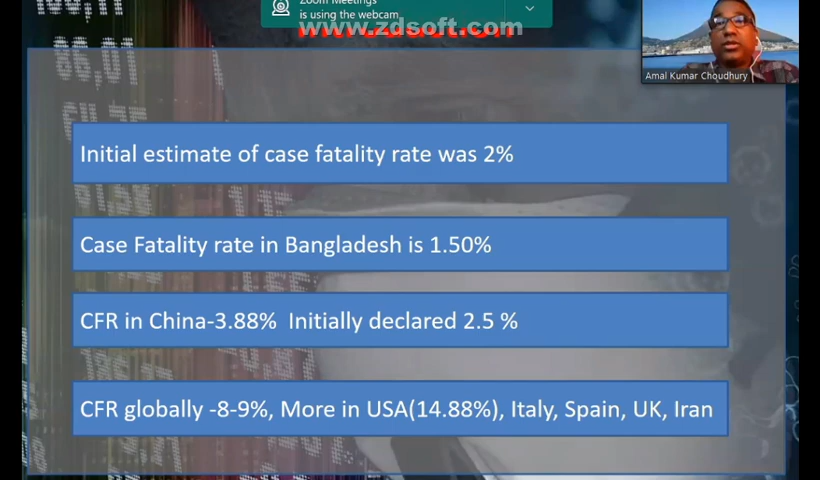 Zoom Meetings
is using the webcam
www.zdsoft.com
Amal Kumar Choudhury
Initial estimate of case fatality rate was 2%
Case Fatality rate in Bangladesh is 1.50%
CFR in China-3.88% Initially declared 2.5 %
CFR globally -8-9%, More in USA(14.88%), Italy, Spain, UK, Iran